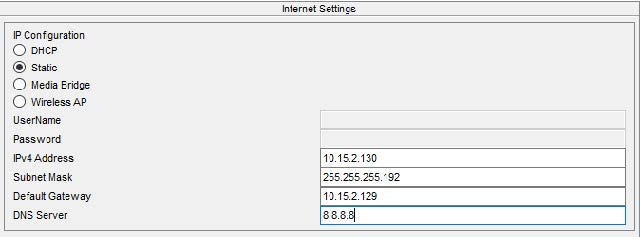 Internet Settings
IP Configuration
DHCP
Static
Media Bridge
Wireless AP
UserName
Password
IPv4 Address 10.15.2.130
Subnet Mask 255.255.255.192
Default Gateway 10.15.2.129
DNS Server 8.8.8.8